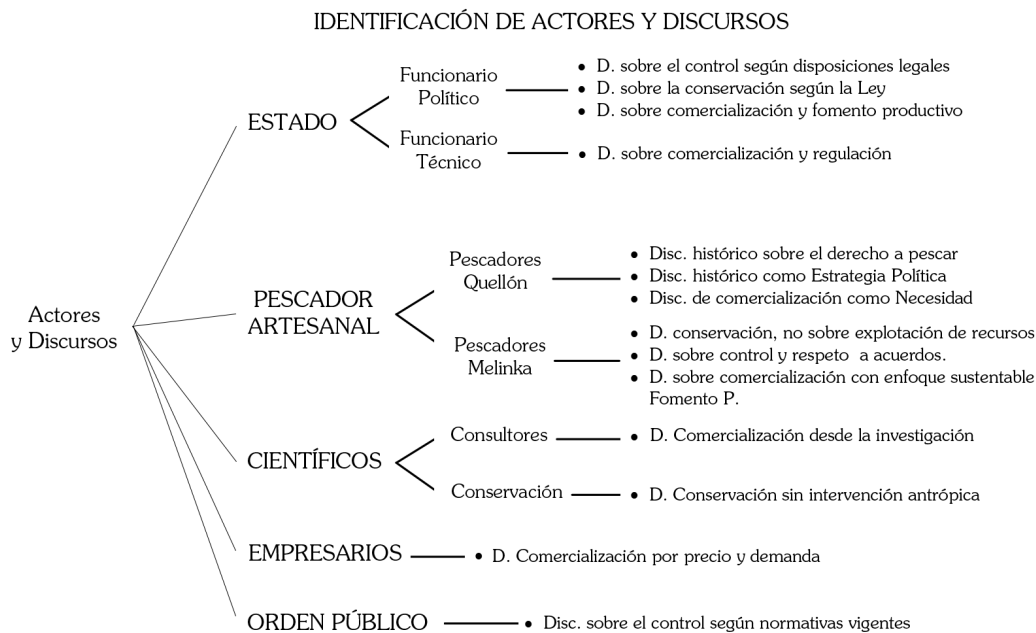 IDENTIFICACIÓN DE ACTORES Y DISCURSOS
Actores
y Discursos
ESTADO
Funcionario
Político
• D. sobre el control según disposiciones legales
• D. sobre la conservación según la Ley
• D. sobre comercialización y fomento productivo
Funcionario
Técnico
• D. sobre comercialización y regulación
PESCADOR
ARTESANAL
Pescadores
Quellón
• Disc. histórico sobre el derecho a pescar
• Disc. histórico como Estrategia Política
• Disc. de comercialización como Necesidad
Pescadores
Melinka
• D. conservación, no sobre explotación de recursos
• D. sobre control y respeto a acuerdos.
• D. sobre comercialización con enfoque sustentable
Fomento P.
CIENTÍFICOS
Consultores
• D. Comercialización desde la investigación
Conservación
• D. Conservación sin intervención antrópica
EMPRESARIOS
• D. Comercialización por precio y demanda
ORDEN PÚBLICO
• Disc. sobre el control según normativas vigentes